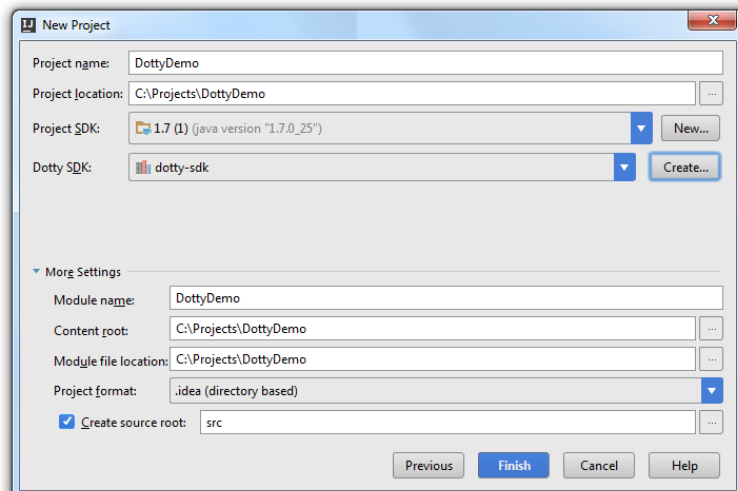 New Project
Project name: DottyDemo
Project location: C:\Projects\DottyDemo ...
Project SDK: 1.7 (1) (java version "1.7.0_25") New...
Dotty SDK: dotty-sdk Create...
More Settings
Module name: DottyDemo
Content root: C:\Projects\DottyDemo ...
Module file location: C:\Projects\DottyDemo ...
Project format: .idea (directory based)
Create source root: src ...
Previous Finish Cancel Help